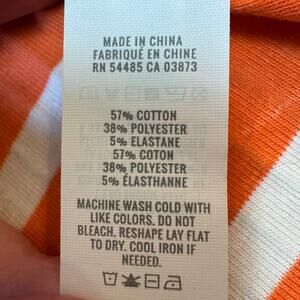 MADE IN CHINA
FABRIQUÉ EN CHINE
RN 54485 CA 03873
57% COTTON
38% POLYESTER
5% ELASTANE
57% COTON
38% POLYESTER
5% ÉLASTHANNE
MACHINE WASH COLD WITH
LIKE COLORS. DO NOT
BLEACH. RESHAPE LAY FLAT
TO DRY. COOL IRON IF
NEEDED.